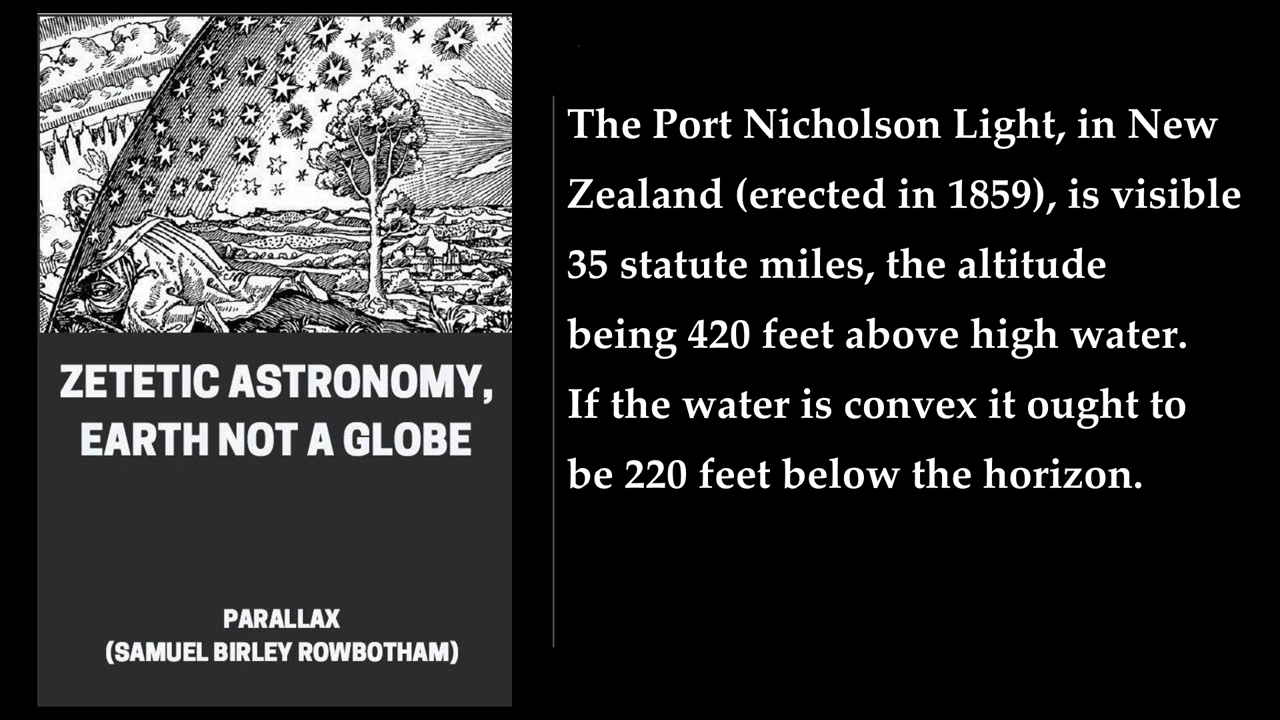 ZETETIC ASTRONOMY,
EARTH NOT A GLOBE
PARALLAX
(SAMUEL BIRLEY ROWBOTHAM)
The Port Nicholson Light, in New
Zealand (erected in 1859), is visible
35 statute miles, the altitude
being 420 feet above high water.
If the water is convex it ought to
be 220 feet below the horizon.